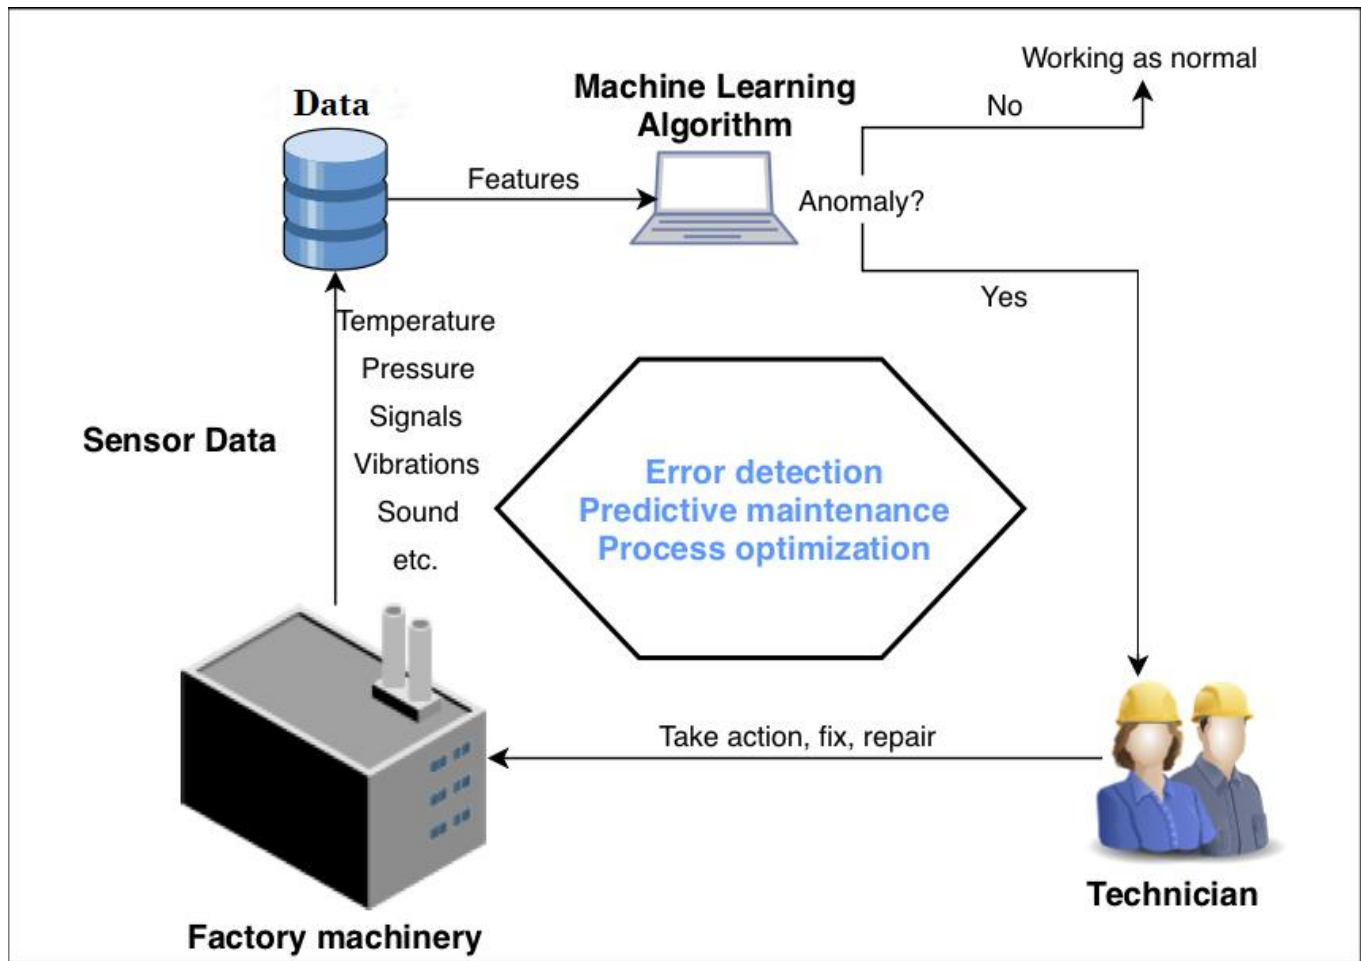 Working as normal
Data
Machine Learning
Algorithm
No
Features
Anomaly?
Yes
Temperature
Pressure
Signals
Vibrations
Sound
etc.
Sensor Data
Error detection
Predictive maintenance
Process optimization
Take action, fix, repair
Technician
Factory machinery